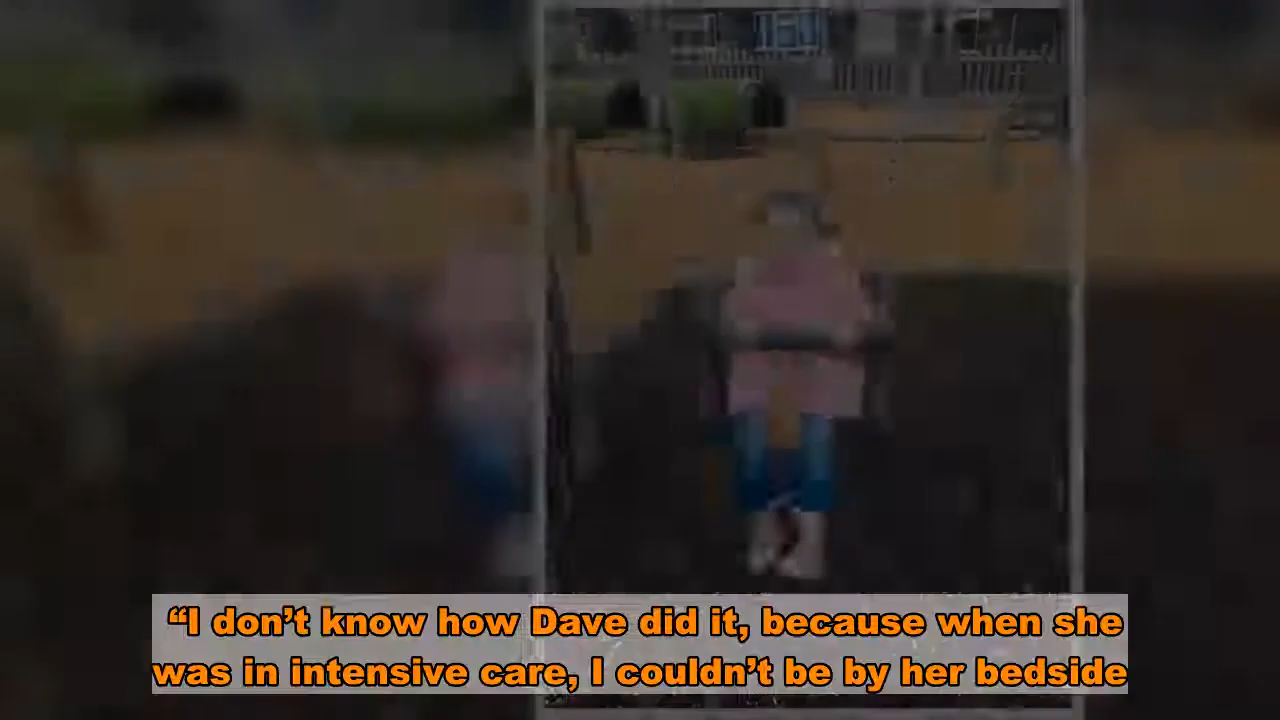 “I don’t know how Dave did it, because when she
was in intensive care, I couldn’t be by her bedside